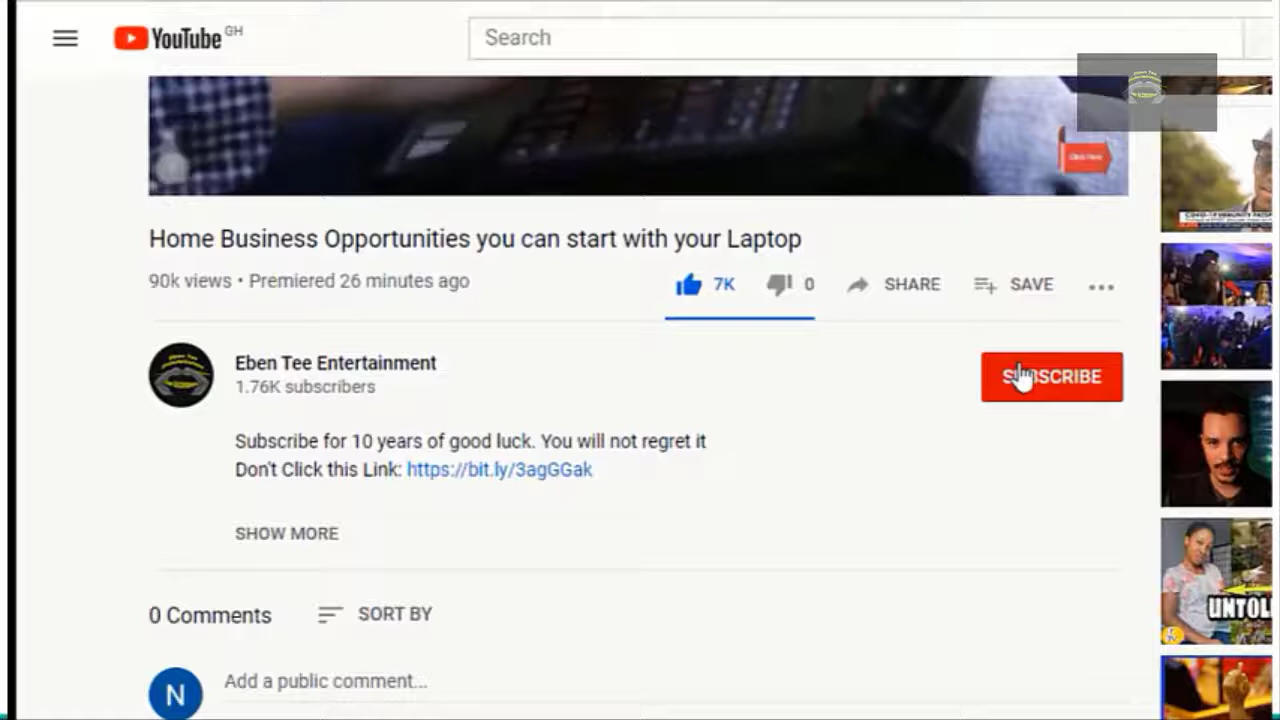 YouTube GH
Search
Click Here
Home Business Opportunities you can start with your Laptop
90k views • Premiered 26 minutes ago
7K
0
SHARE
SAVE
Eben Tee Entertainment
1.76K subscribers
SUBSCRIBE
Subscribe for 10 years of good luck. You will not regret it
Don't Click this Link: https://bit.ly/3agGGak
SHOW MORE
UNTOL
0 Comments
SORT BY
N
Add a public comment...